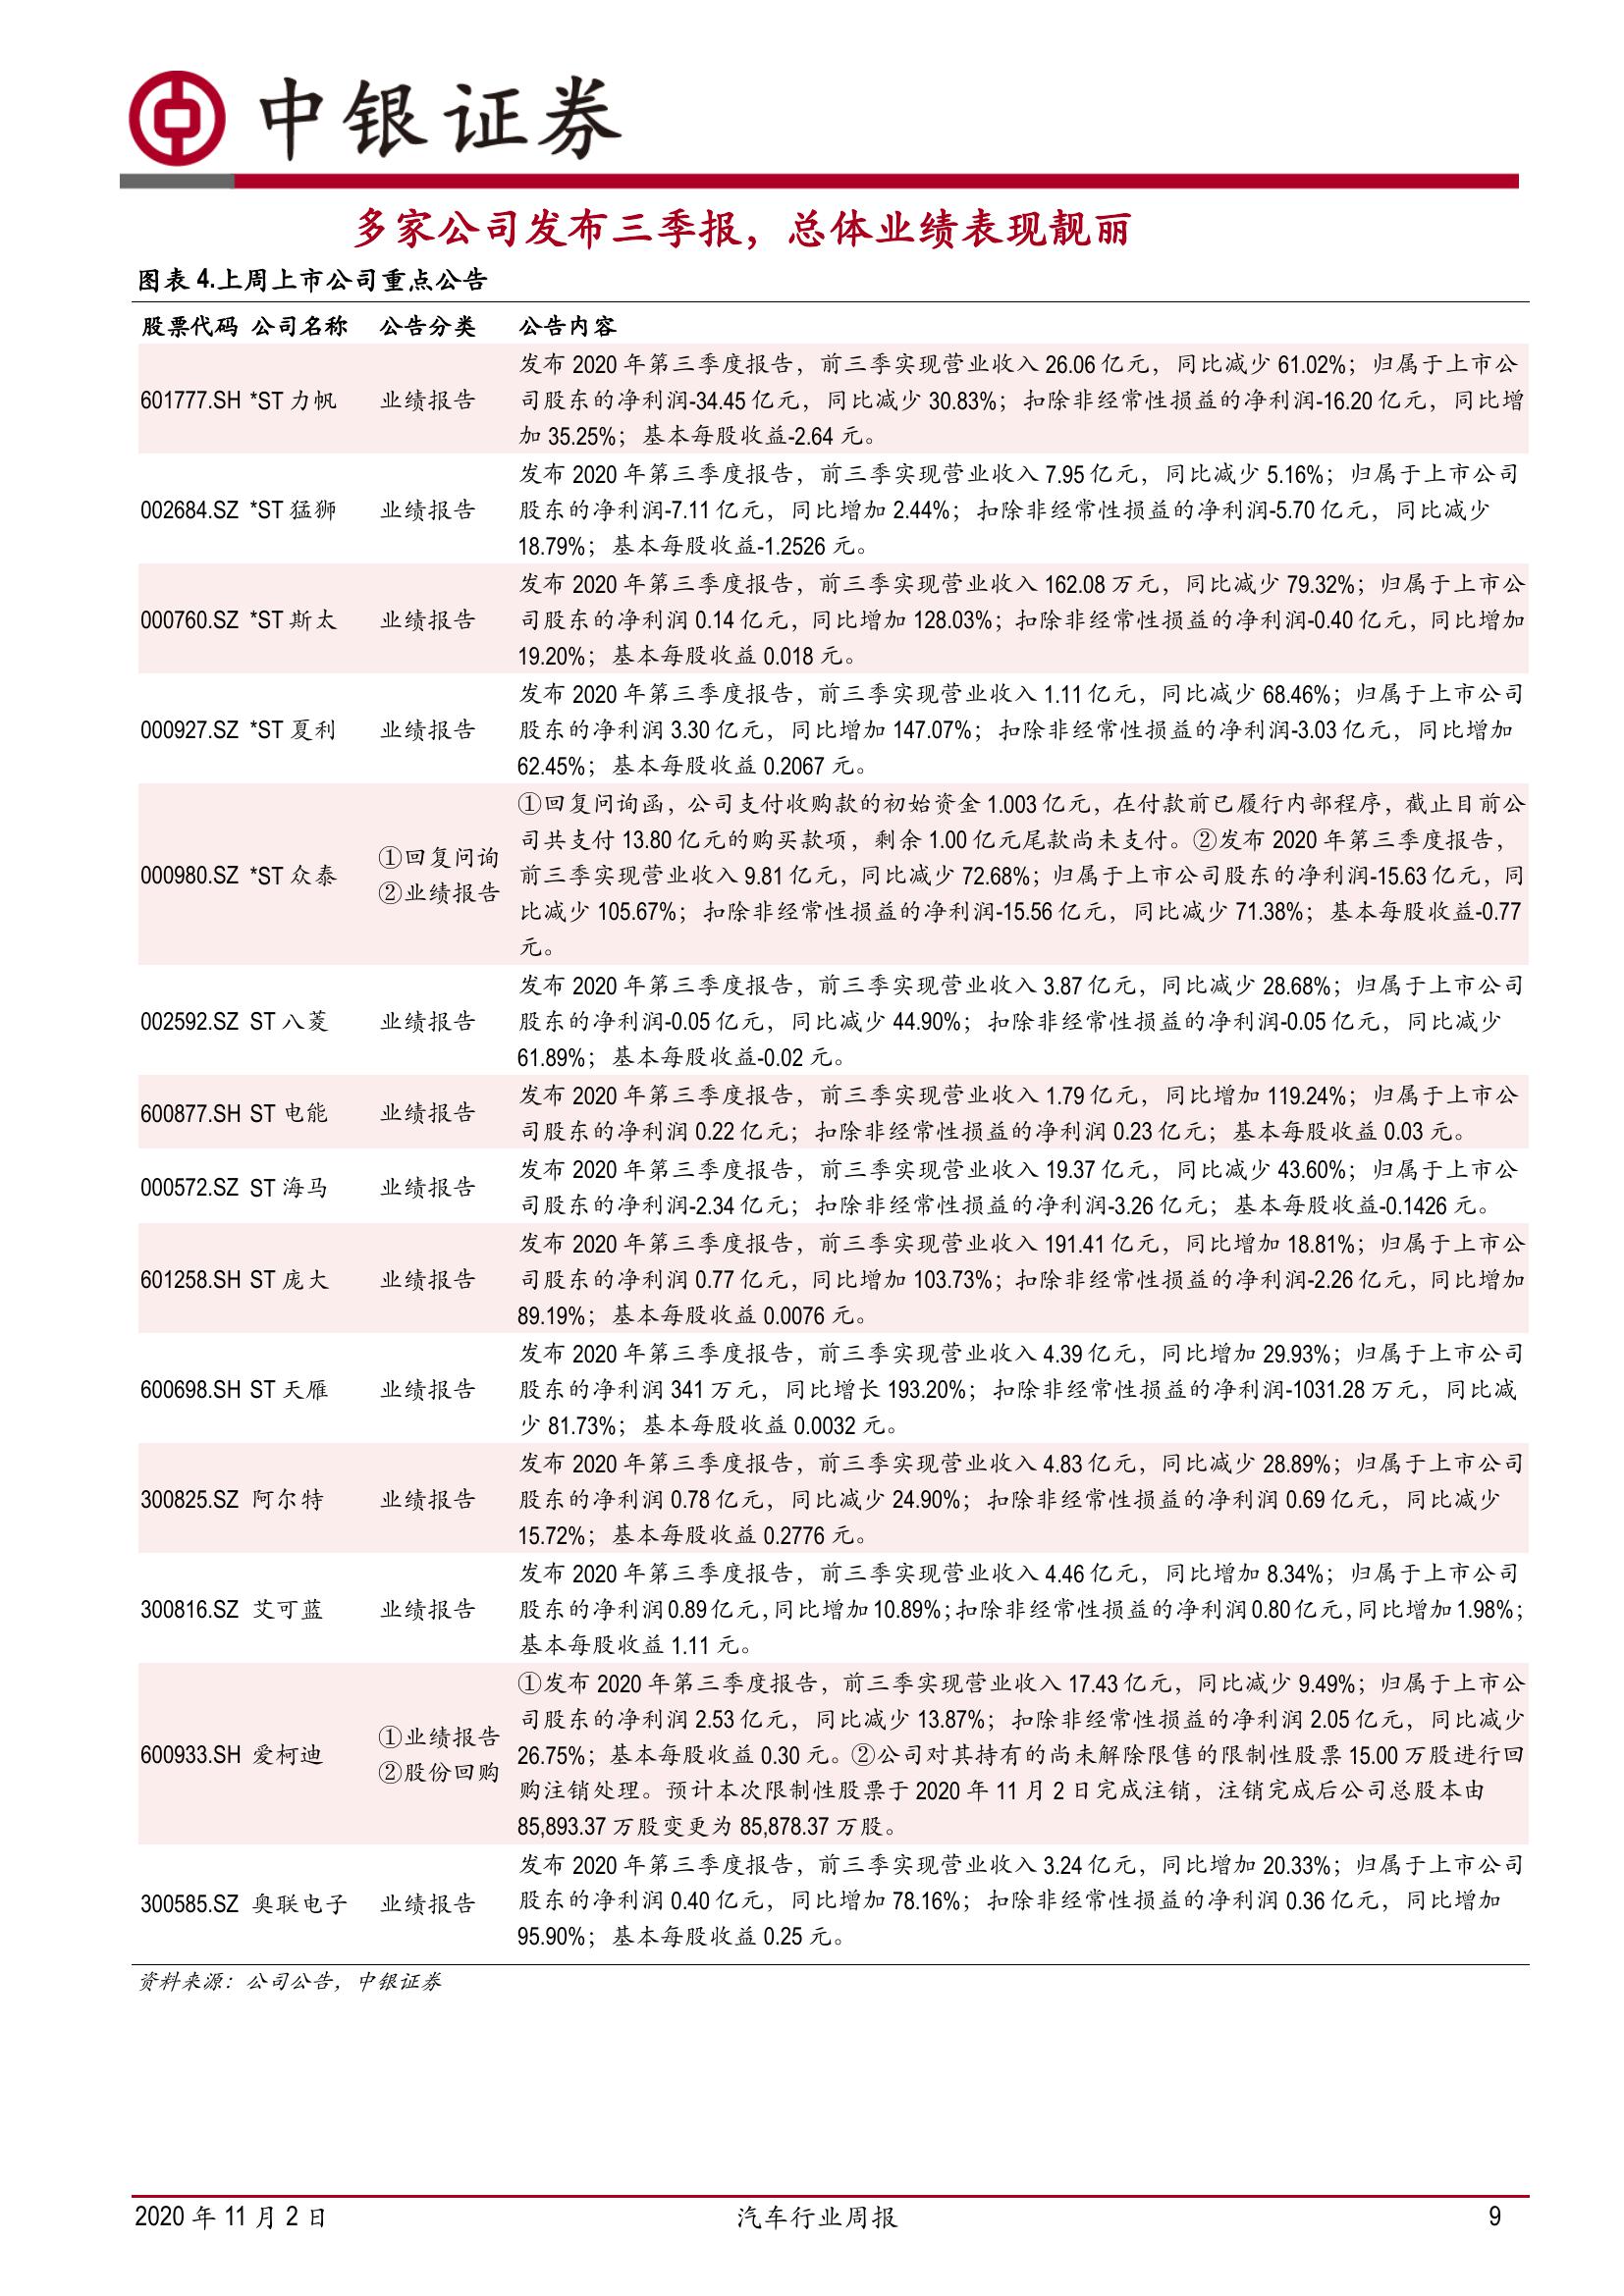 中银证券
多家公司发布三季报，总体业绩表现靓丽
图表 4.上周上市公司重点公告
股票代码 公司名称 公告分类 公告内容
601777.SH *ST 力帆 业绩报告
发布 2020 年第三季度报告，前三季实现营业收入 26.06 亿元，同比减少 61.02%；归属于上市公
司股东的净利润-34.45 亿元，同比减少 30.83%；扣除非经常性损益的净利润-16.20 亿元，同比增
加 35.25%；基本每股收益-2.64 元。
002684.SZ *ST 猛狮 业绩报告
发布 2020 年第三季度报告，前三季实现营业收入 7.95 亿元，同比减少 5.16%；归属于上市公司
股东的净利润-7.11 亿元，同比增加 2.44%；扣除非经常性损益的净利润-5.70 亿元，同比减少
18.79%；基本每股收益-1.2526 元。
000760.SZ *ST 斯太 业绩报告
发布 2020 年第三季度报告，前三季实现营业收入 162.08 万元，同比减少 79.32%；归属于上市公
司股东的净利润 0.14 亿元，同比增加 128.03%；扣除非经常性损益的净利润-0.40 亿元，同比增加
19.20%；基本每股收益 0.018 元。
000927.SZ *ST 夏利 业绩报告
发布 2020 年第三季度报告，前三季实现营业收入 1.11 亿元，同比减少 68.46%；归属于上市公司
股东的净利润 3.30 亿元，同比增加 147.07%；扣除非经常性损益的净利润-3.03 亿元，同比增加
62.45%；基本每股收益 0.2067 元。
000980.SZ *ST 众泰
①回复问询
②业绩报告
①回复问询函，公司支付收购款的初始资金 1.003 亿元，在付款前已履行内部程序，截止目前公
司共支付 13.80 亿元的购买款项，剩余 1.00 亿元尾款尚未支付。②发布 2020 年第三季度报告，
前三季实现营业收入 9.81 亿元，同比减少 72.68%；归属于上市公司股东的净利润-15.63 亿元，同
比减少 105.67%；扣除非经常性损益的净利润-15.56 亿元，同比减少 71.38%；基本每股收益-0.77
元。
002592.SZ ST 八菱 业绩报告
发布 2020 年第三季度报告，前三季实现营业收入 3.87 亿元，同比减少 28.68%；归属于上市公司
股东的净利润-0.05 亿元，同比减少 44.90%；扣除非经常性损益的净利润-0.05 亿元，同比减少
61.89%；基本每股收益-0.02 元。
600877.SH ST 电能 业绩报告
发布 2020 年第三季度报告，前三季实现营业收入 1.79 亿元，同比增加 119.24%；归属于上市公
司股东的净利润 0.22 亿元；扣除非经常性损益的净利润 0.23 亿元；基本每股收益 0.03 元。
000572.SZ ST 海马 业绩报告
发布 2020 年第三季度报告，前三季实现营业收入 19.37 亿元，同比减少 43.60%；归属于上市公
司股东的净利润-2.34 亿元；扣除非经常性损益的净利润-3.26 亿元；基本每股收益-0.1426 元。
601258.SH ST 庞大 业绩报告
发布 2020 年第三季度报告，前三季实现营业收入 191.41 亿元，同比增加 18.81%；归属于上市公
司股东的净利润 0.77 亿元，同比增加 103.73%；扣除非经常性损益的净利润-2.26 亿元，同比增加
89.19%；基本每股收益 0.0076 元。
600698.SH ST 天雁 业绩报告
发布 2020 年第三季度报告，前三季实现营业收入 4.39 亿元，同比增加 29.93%；归属于上市公司
股东的净利润 341 万元，同比增长 193.20%；扣除非经常性损益的净利润-1031.28 万元，同比减
少 81.73%；基本每股收益 0.0032 元。
300825.SZ 阿尔特 业绩报告
发布 2020 年第三季度报告，前三季实现营业收入 4.83 亿元，同比减少 28.89%；归属于上市公司
股东的净利润 0.78 亿元，同比减少 24.90%；扣除非经常性损益的净利润 0.69 亿元，同比减少
15.72%；基本每股收益 0.2776 元。
300816.SZ 艾可蓝 业绩报告
发布 2020 年第三季度报告，前三季实现营业收入 4.46 亿元，同比增加 8.34%；归属于上市公司
股东的净利润 0.89 亿元，同比增加 10.89%；扣除非经常性损益的净利润 0.80 亿元，同比增加 1.98%；
基本每股收益 1.11 元。
600933.SH 爱柯迪
①业绩报告
②股份回购
①发布 2020 年第三季度报告，前三季实现营业收入 17.43 亿元，同比减少 9.49%；归属于上市公
司股东的净利润 2.53 亿元，同比减少 13.87%；扣除非经常性损益的净利润 2.05 亿元，同比减少
26.75%；基本每股收益 0.30 元。②公司对其持有的尚未解除限售的限制性股票 15.00 万股进行回
购注销处理。预计本次限制性股票于 2020 年 11 月 2 日完成注销，注销完成后公司总股本由
85,893.37 万股变更为 85,878.37 万股。
300585.SZ 奥联电子 业绩报告
发布 2020 年第三季度报告，前三季实现营业收入 3.24 亿元，同比增加 20.33%；归属于上市公司
股东的净利润 0.40 亿元，同比增加 78.16%；扣除非经常性损益的净利润 0.36 亿元，同比增加
95.90%；基本每股收益 0.25 元。
资料来源：公司公告，中银证券
2020 年 11 月 2 日 汽车行业周报 9